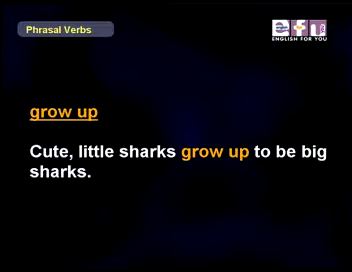 Phrasal Verbs
efu
ENGLISH FOR YOU
grow up
Cute, little sharks grow up to be big
sharks.